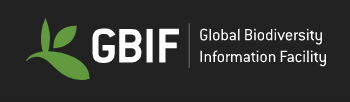 GBIF
Global Biodiversity
Information Facility